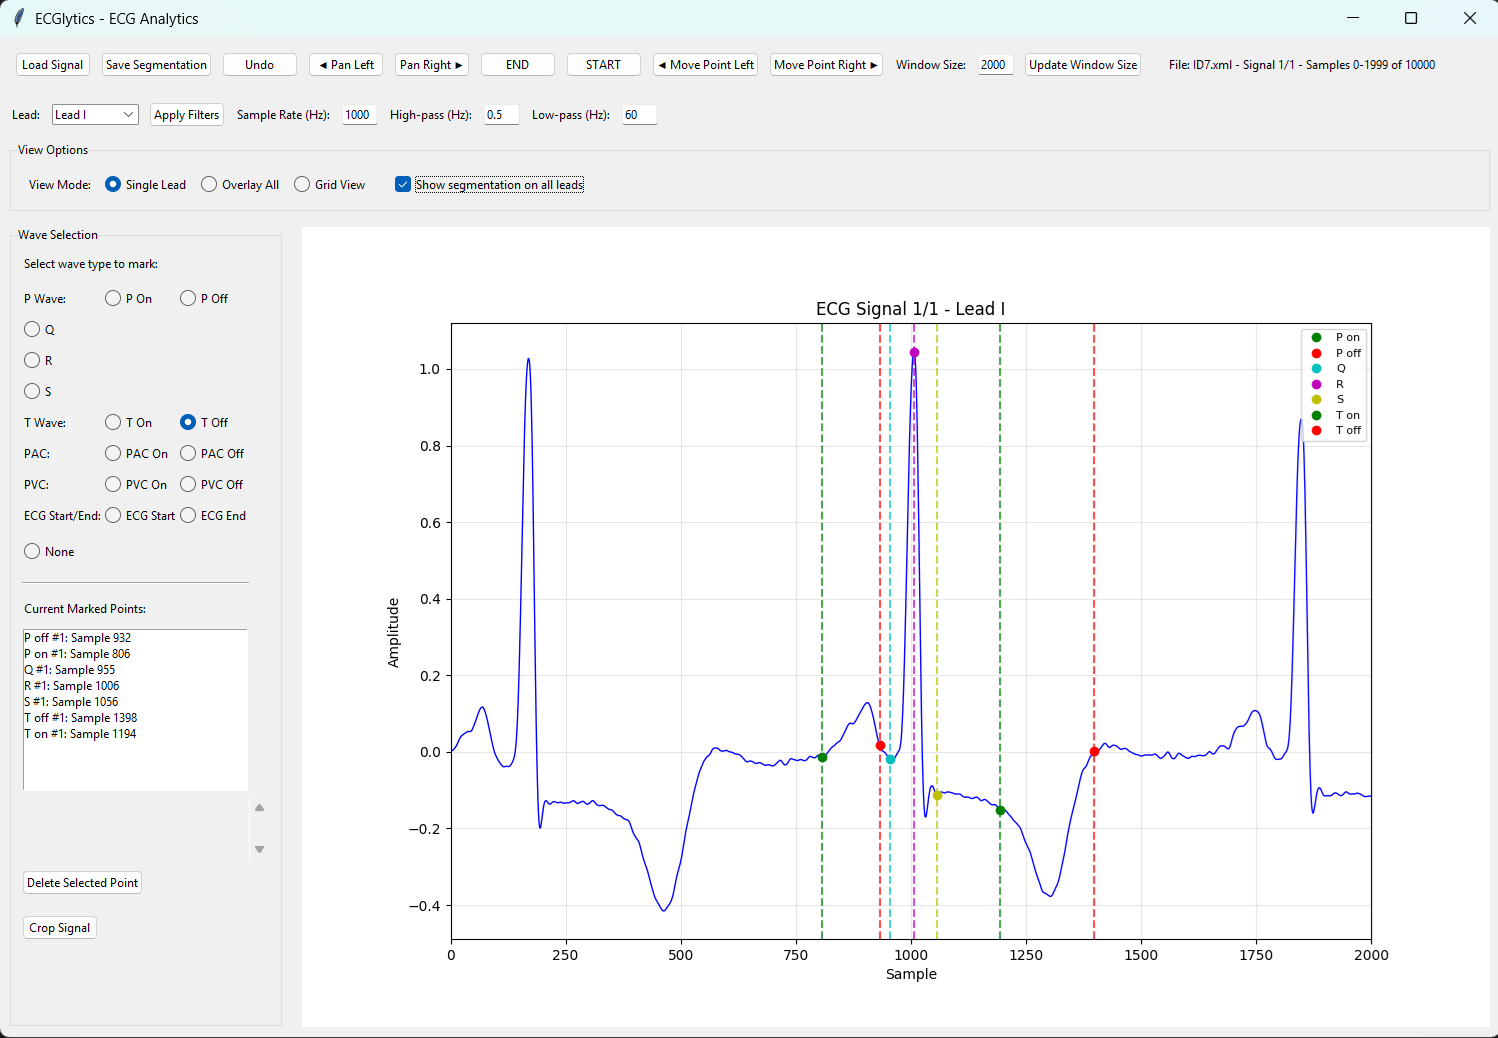 ECGlytics - ECG Analytics
Load Signal Save Segmentation Undo ◄ Pan Left Pan Right ► END START ◄ Move Point Left Move Point Right ► Window Size: 2000 Update Window Size File: ID7.xml - Signal 1/1 - Samples 0-1999 of 10000
Lead: Lead I Apply Filters Sample Rate (Hz): 1000 High-pass (Hz): 0.5 Low-pass (Hz): 60
View Options
View Mode: Single Lead Overlay All Grid View Show segmentation on all leads
Wave Selection
Select wave type to mark:
P Wave: P On P Off
Q
R
S
T Wave: T On T Off
PAC: PAC On PAC Off
PVC: PVC On PVC Off
ECG Start/End: ECG Start ECG End
None
Current Marked Points:
P off #1: Sample 932
P on #1: Sample 806
Q #1: Sample 955
R #1: Sample 1006
S #1: Sample 1056
T off #1: Sample 1398
T on #1: Sample 1194
Delete Selected Point
Crop Signal
ECG Signal 1/1 - Lead I
P on
P off
Q
R
S
T on
T off
Amplitude
1.0
0.8
0.6
0.4
0.2
0.0
−0.2
−0.4
0 250 500 750 1000 1250 1500 1750 2000
Sample